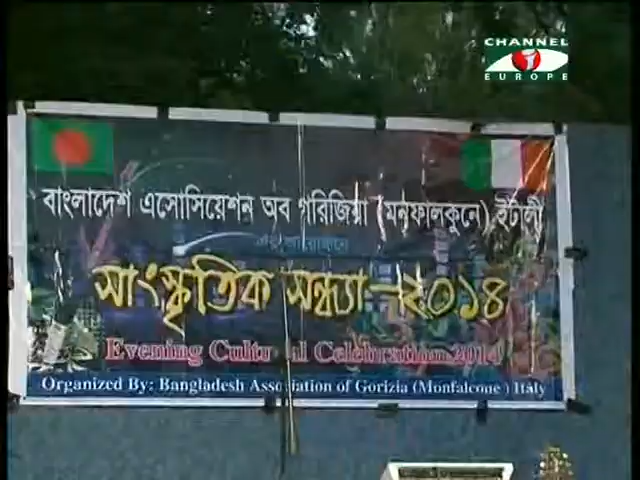 CHANNEL
i
EUROPE
বাংলাদেশ এসোসিয়েশন অব গরিজিয়া (মনফালকুনে) ইটালী
সাংস্কৃতিক সন্ধ্যা-২০১৪
Evening Cultural Celebration-2014
Organized By: Bangladesh Association of Gorizia (Monfalcone) Italy